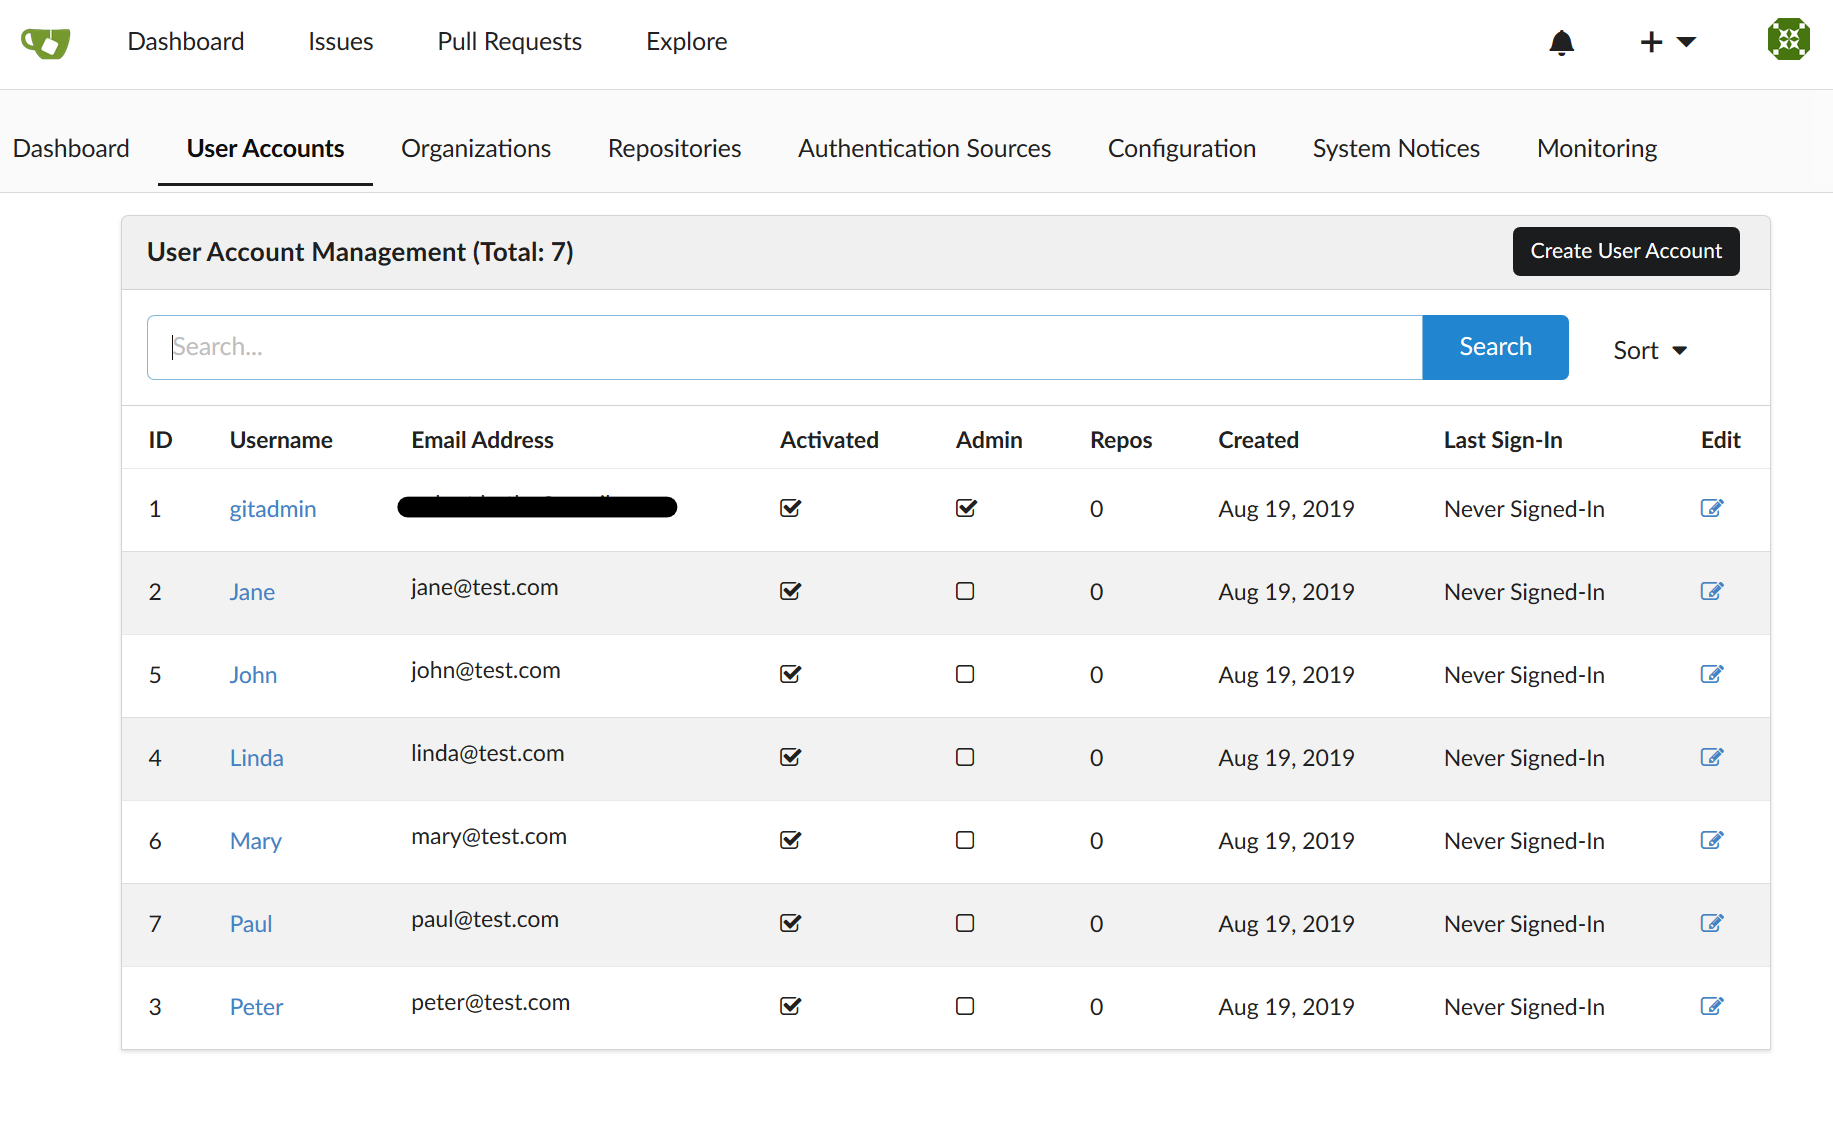 Dashboard Issues Pull Requests Explore
Dashboard User Accounts Organizations Repositories Authentication Sources Configuration System Notices Monitoring
User Account Management (Total: 7) Create User Account
Search... Search Sort
ID Username Email Address Activated Admin Repos Created Last Sign-In Edit
1 gitadmin 0 Aug 19, 2019 Never Signed-In
2 Jane jane@test.com 0 Aug 19, 2019 Never Signed-In
5 John john@test.com 0 Aug 19, 2019 Never Signed-In
4 Linda linda@test.com 0 Aug 19, 2019 Never Signed-In
6 Mary mary@test.com 0 Aug 19, 2019 Never Signed-In
7 Paul paul@test.com 0 Aug 19, 2019 Never Signed-In
3 Peter peter@test.com 0 Aug 19, 2019 Never Signed-In